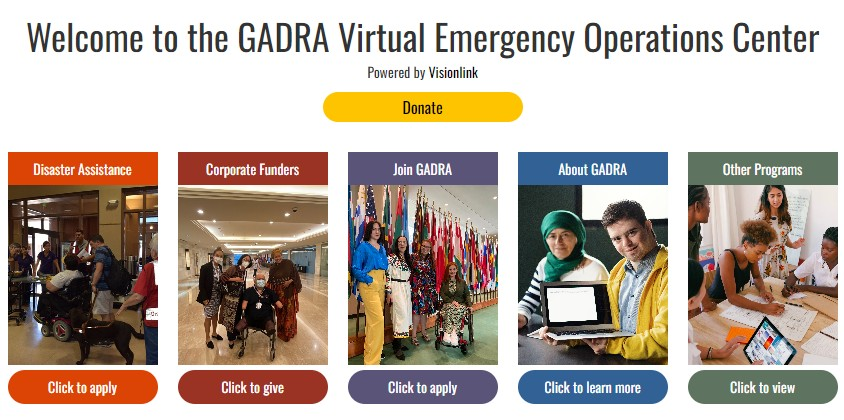 Welcome to the GADRA Virtual Emergency Operations Center
Powered by Visionlink
Donate
Disaster Assistance
Corporate Funders
Join GADRA
About GADRA
Other Programs
Click to apply
Click to give
Click to apply
Click to learn more
Click to view